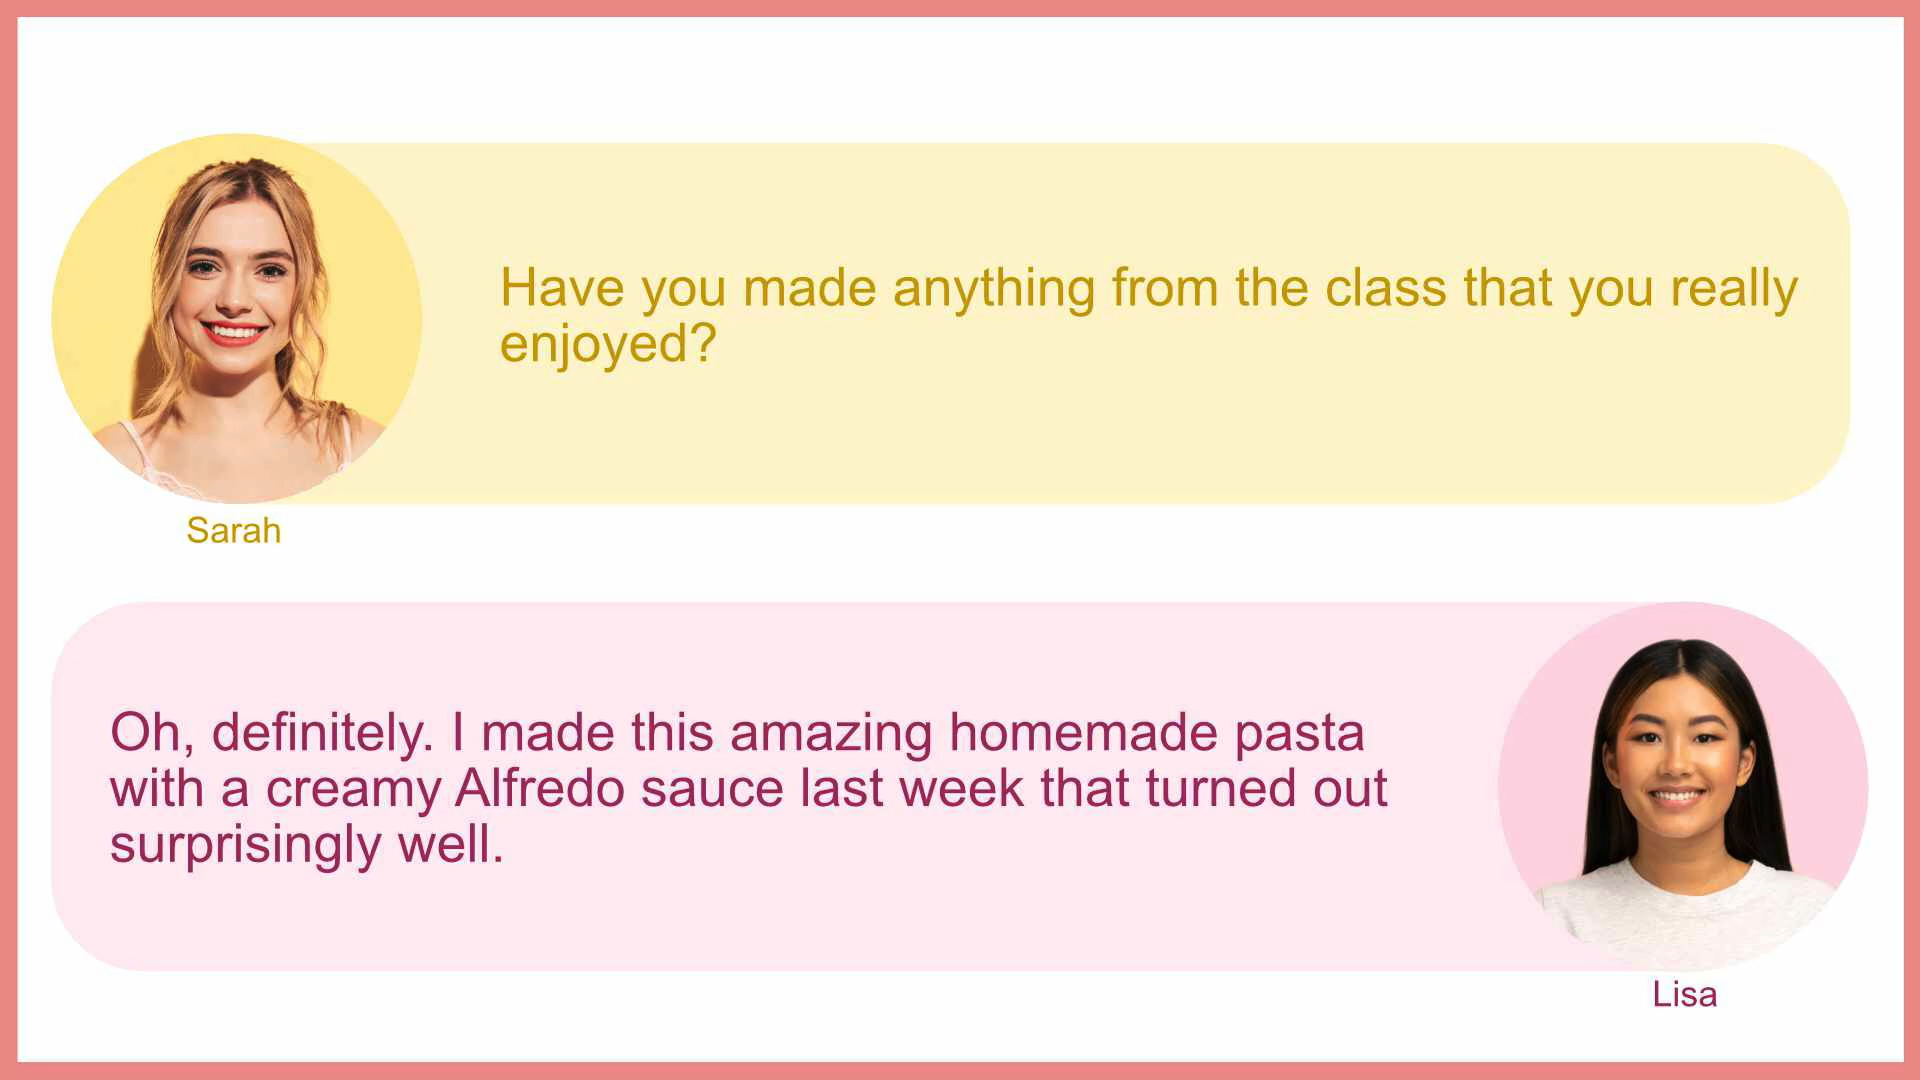 Have you made anything from the class that you really
enjoyed?
Sarah
Oh, definitely. I made this amazing homemade pasta
with a creamy Alfredo sauce last week that turned out
surprisingly well.
Lisa